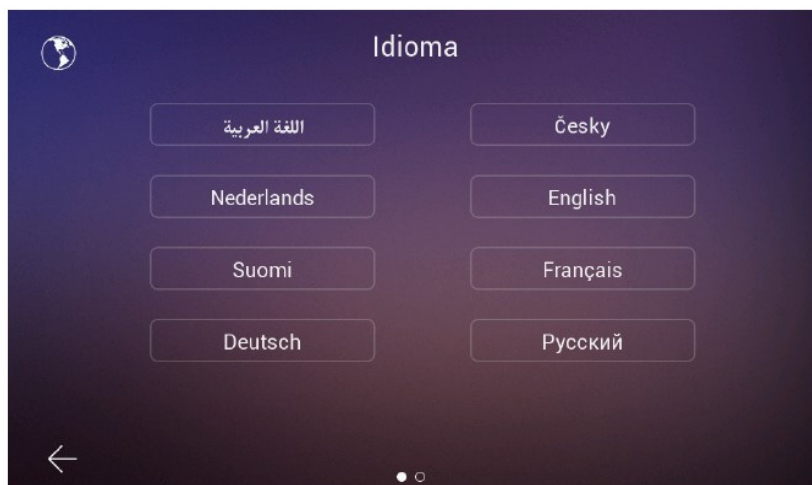 Idioma
اللغة العربية
Česky
Nederlands
English
Suomi
Français
Deutsch
Русский